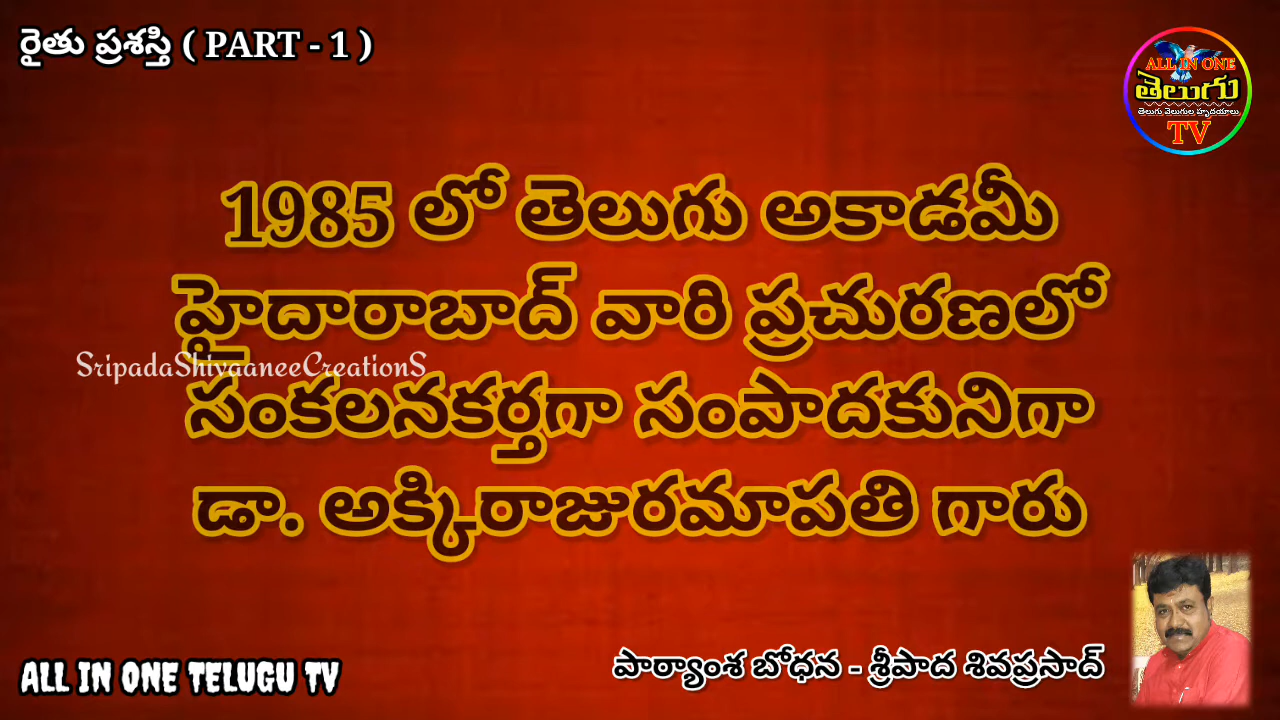 రైతు ప్రశస్తి ( PART - 1 )
ALL IN ONE
తెలుగు
తెలుగు వెలుగుల హృదయాలు
TV
1985 లో తెలుగు అకాడమీ
హైదారాబాద్ వారి ప్రచురణలో
SripadaShivaaneeCreationS
సంకలనకర్తగా సంపాదకునిగా
డా. అక్కిరాజురమాపతి గారు
పార్యాంశ బోధన - శ్రీపాద శివప్రసాద్
ALL IN ONE TELUGU TV